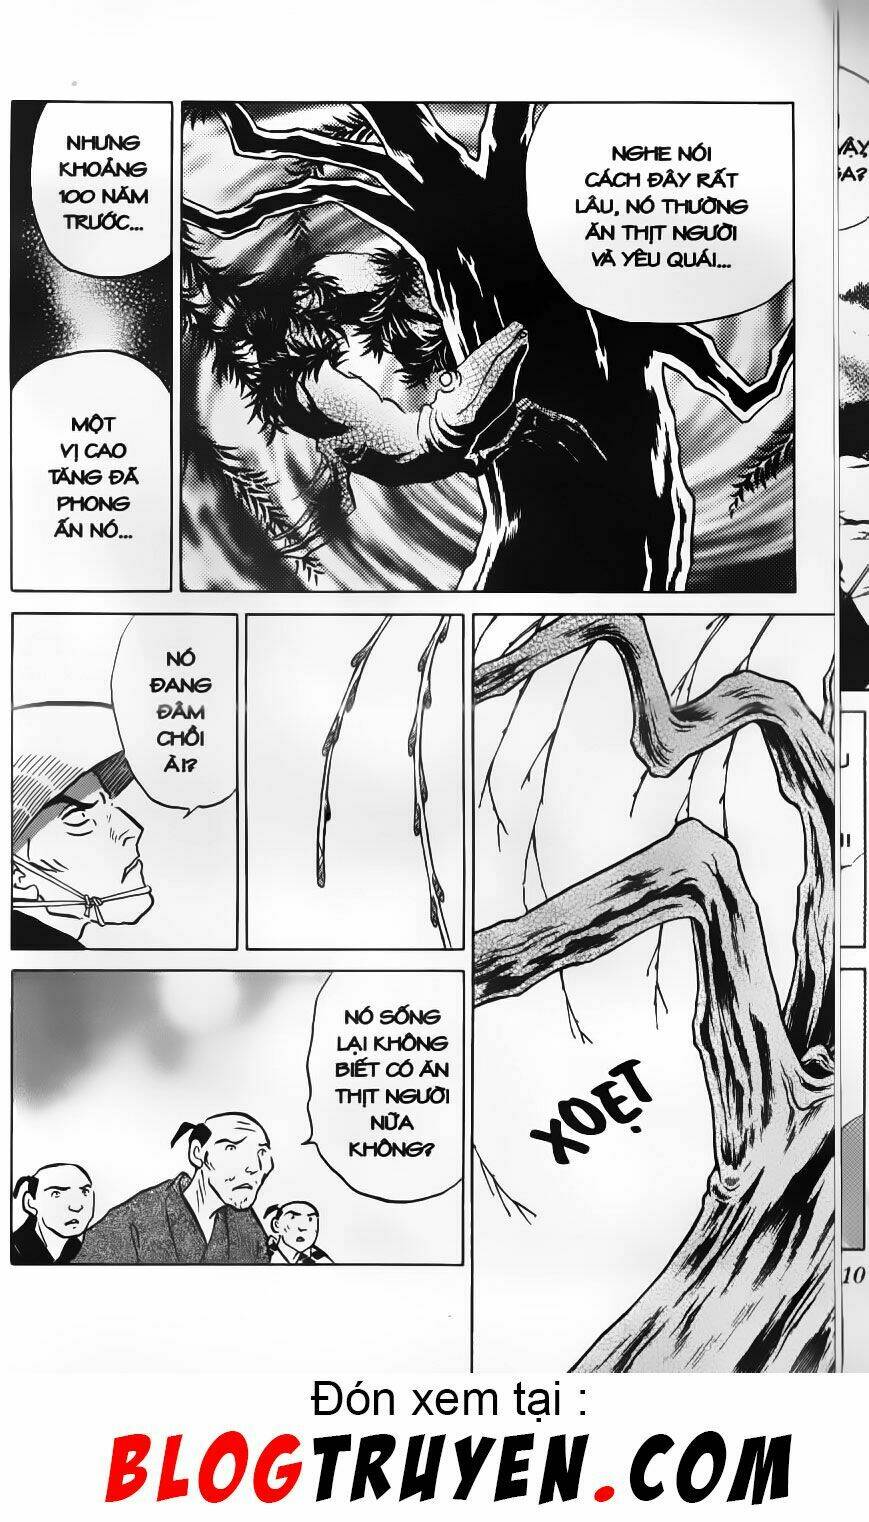 NGHE NÓI
CÁCH ĐÂY RẤT
LÂU, NÓ THƯỜNG
ĂN THỊT NGƯỜI
VÀ YÊU QUÁI...
NHƯNG
KHOẢNG
100 NĂM
TRƯỚC...
MỘT
VỊ CAO
TĂNG ĐÃ
PHONG
ẤN NÓ...
XOẸT
NÓ
ĐANG
ĐÂM
CHỒI
À!?
NÓ SỐNG
LẠI KHÔNG
BIẾT CÓ ĂN
THỊT NGƯỜI
NỮA
KHÔNG?
10
Đón xem tại :
BLOGTRUYEN.COM